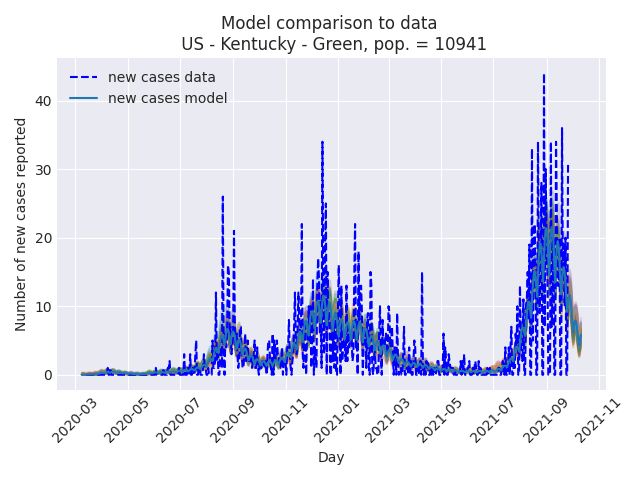 Model comparison to data
US - Kentucky - Green, pop. = 10941
new cases data
new cases model
Number of new cases reported
40
30
20
10
0
2020-03
2020-05
2020-07
2020-09
2020-11
2021-01
2021-03
2021-05
2021-07
2021-09
2021-11
Day